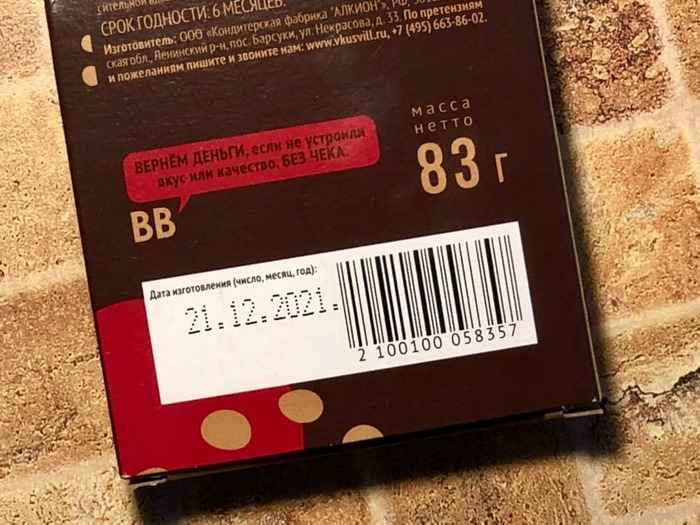 СРОК ГОДНОСТИ: 6 МЕСЯЦЕВ.
Изготовитель: ООО «Кондитерская фабрика "АЛКИОН"», РФ,
ская обл., Ленинский р-н, пос. Барсуки, ул. Некрасова, д. 33. По претензиям
и пожеланиям пишите и звоните нам: www.vkusvill.ru, +7 (495) 663-86-02.
масса
нетто
83 г
ВЕРНЁМ ДЕНЬГИ, если не устроили
вкус или качество. БЕЗ ЧЕКА.
ВВ
Дата изготовления (число, месяц, год):
21.12.2021.
2 100100 058357